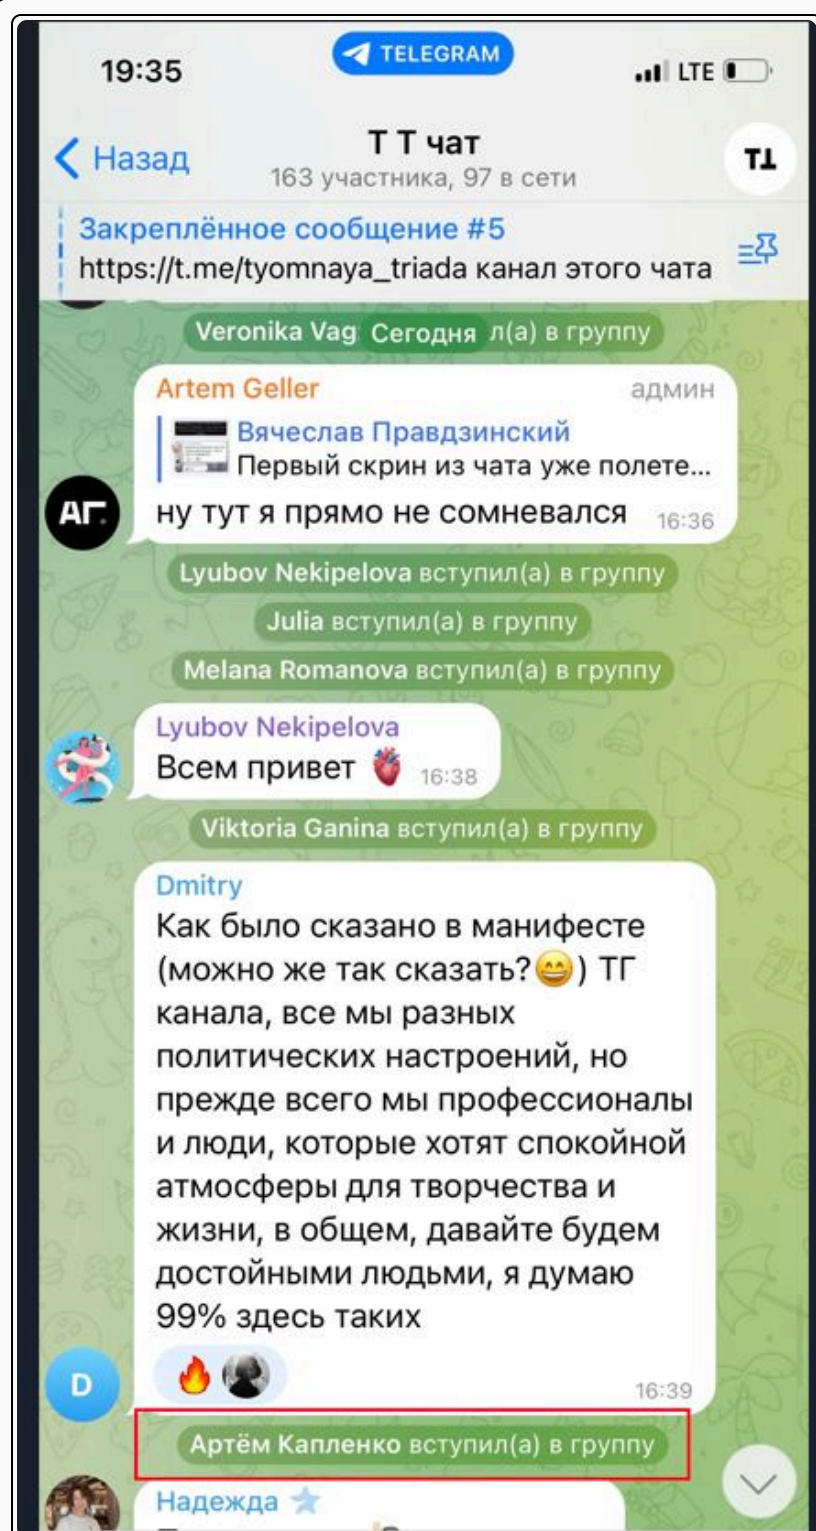 19:35
TELEGRAM
LTE
Назад
Т Т чат
163 участника, 97 в сети
Закреплённое сообщение #5
https://t.me/tyomnaya_triada канал этого чата
Veronika Vag
Сегодня
л(а) в группу
Artem Geller
админ
Вячеслав Правдзинский
Первый скрин из чата уже полете...
ну тут я прямо не сомневался
16:36
АГ.
Lyubov Nekipelova вступил(а) в группу
Julia вступил(а) в группу
Melana Romanova вступил(а) в группу
Lyubov Nekipelova
Всем привет 🫀 16:38
Viktoria Ganina вступил(а) в группу
Dmitry
Как было сказано в манифесте
(можно же так сказать?😄) ТГ
канала, все мы разных
политических настроений, но
прежде всего мы профессионалы
и люди, которые хотят спокойной
атмосферы для творчества и
жизни, в общем, давайте будем
достойными людьми, я думаю
99% здесь таких
D
16:39
Артём Капленко вступил(а) в группу
Надежда